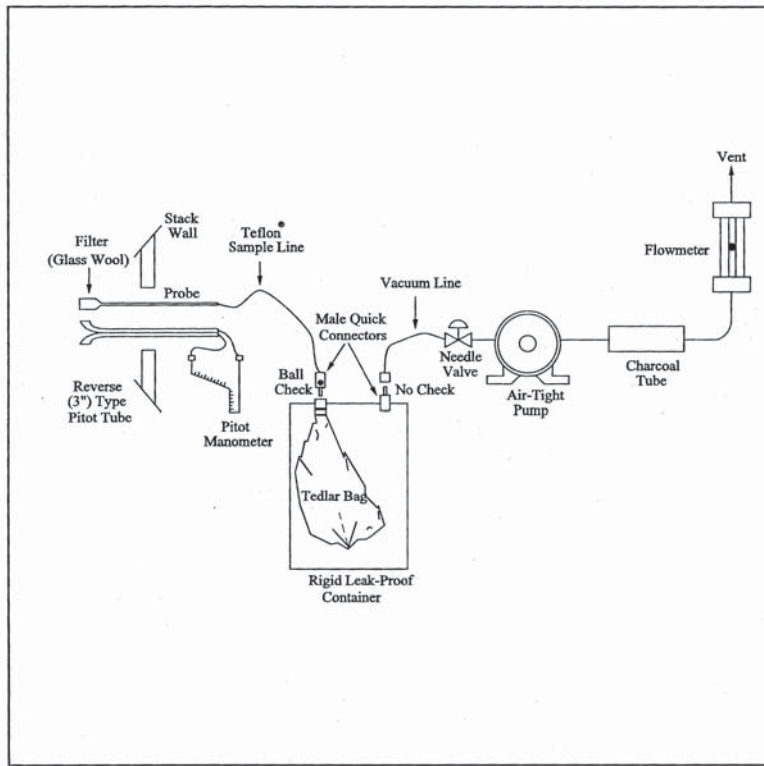 Vent
Stack
Wall
Teflon®
Sample Line
Filter
(Glass Wool)
Flowmeter
Probe
Vacuum Line
Male Quick
Connectors
Needle
Valve
Charcoal
Tube
Ball
Check
No Check
Air-Tight
Pump
Reverse
(3") Type
Pitot Tube
Pitot
Manometer
Tedlar Bag
Rigid Leak-Proof
Container